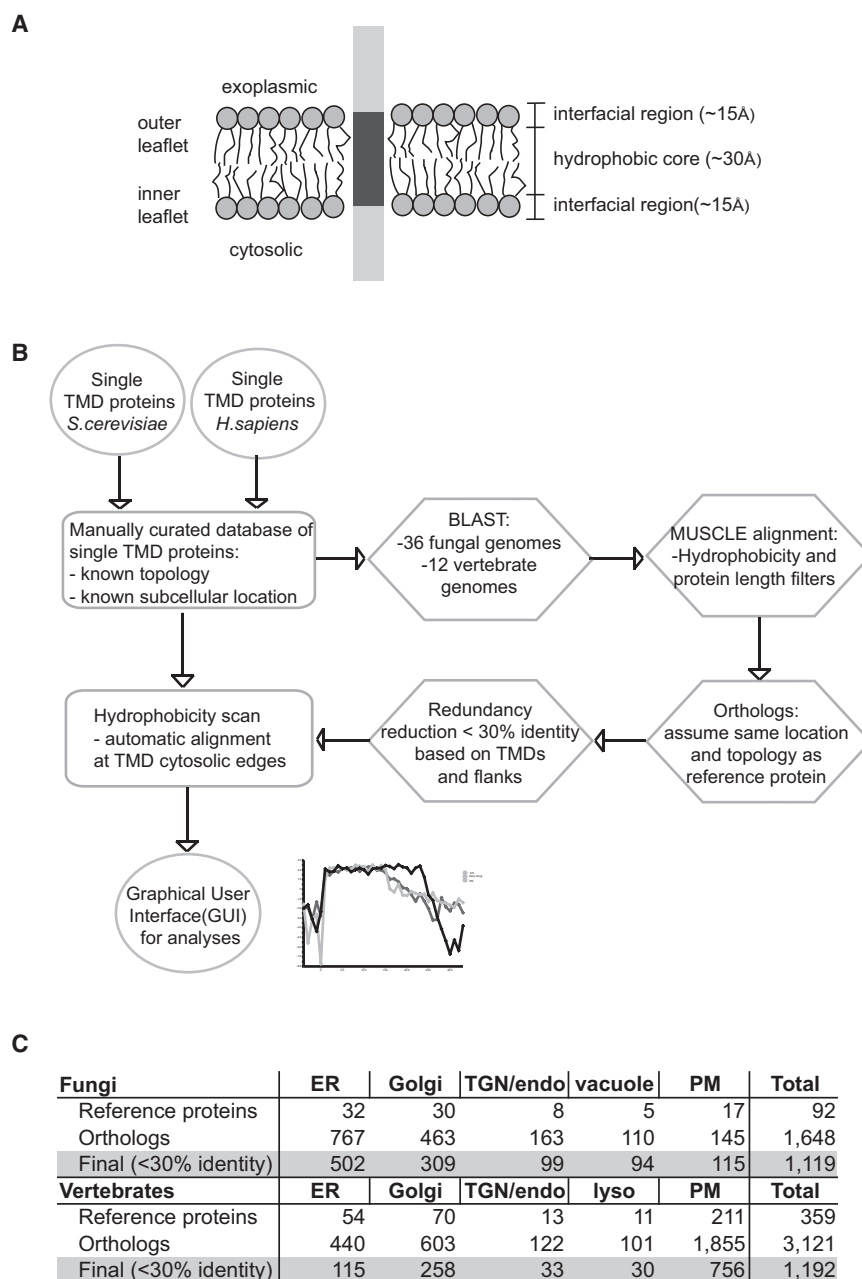 A
exoplasmic
outer
leaflet
inner
leaflet
cytosolic
interfacial region (~15Å)
hydrophobic core (~30Å)
interfacial region(~15Å)
B
Single
TMD proteins
S.cerevisiae
Single
TMD proteins
H.sapiens
Manually curated database of
single TMD proteins:
- known topology
- known subcellular location
BLAST:
-36 fungal genomes
-12 vertebrate
genomes
MUSCLE alignment:
-Hydrophobicity and
protein length filters
Hydrophobicity scan
- automatic alignment
at TMD cytosolic edges
Redundancy
reduction < 30% identity
based on TMDs
and flanks
Orthologs:
assume same location
and topology as
reference protein
Graphical User
Interface(GUI)
for analyses
C
Fungi ER Golgi TGN/endo vacuole PM Total
Reference proteins 32 30 8 5 17 92
Orthologs 767 463 163 110 145 1,648
Final (<30% identity) 502 309 99 94 115 1,119
Vertebrates ER Golgi TGN/endo lyso PM Total
Reference proteins 54 70 13 11 211 359
Orthologs 440 603 122 101 1,855 3,121
Final (<30% identity) 115 258 33 30 756 1,192